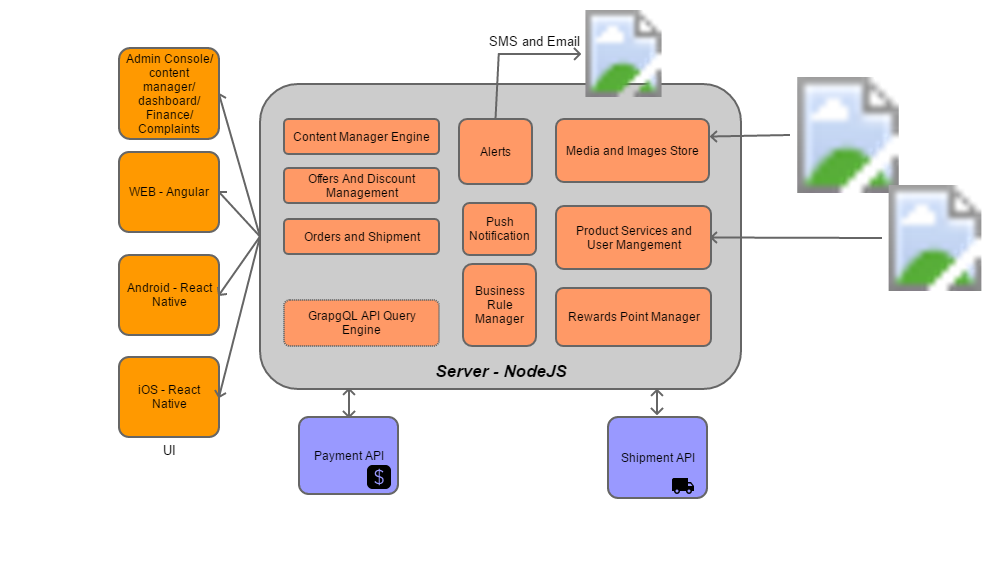 SMS and Email
Admin Console/
content
manager/
dashboard/
Finance/
Complaints
WEB - Angular
Android - React
Native
iOS - React
Native
UI
Content Manager Engine
Offers And Discount
Management
Orders and Shipment
GrapgQL API Query
Engine
Alerts
Push
Notification
Business
Rule
Manager
Media and Images Store
Product Services and
User Mangement
Rewards Point Manager
Server - NodeJS
Payment API
$
Shipment API